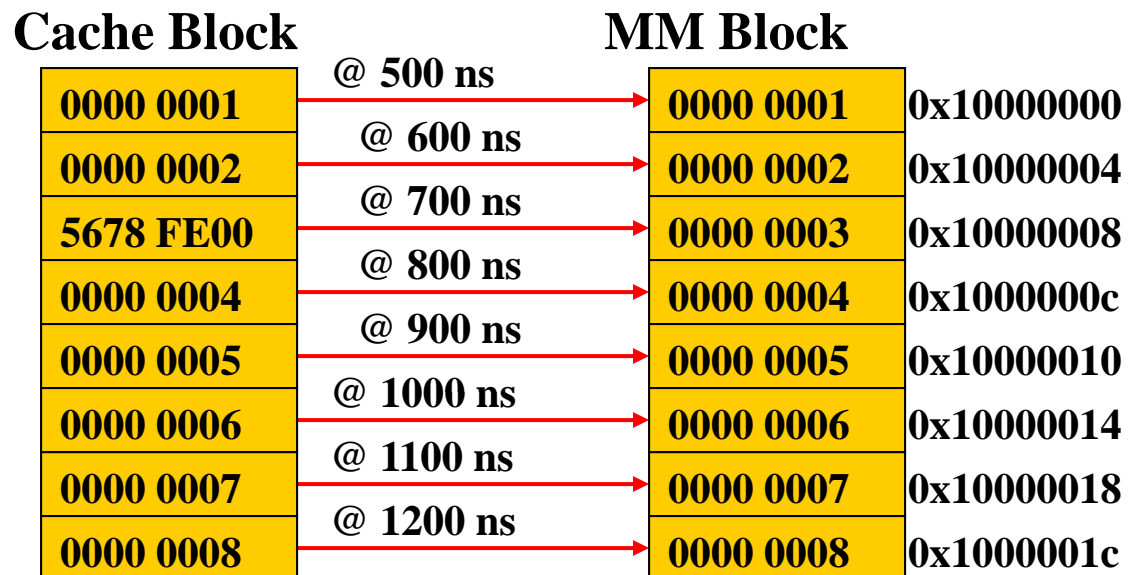 Cache Block MM Block
@ 500 ns
0000 0001 0000 0001 0x10000000
@ 600 ns
0000 0002 0000 0002 0x10000004
@ 700 ns
5678 FE00 0000 0003 0x10000008
@ 800 ns
0000 0004 0000 0004 0x1000000c
@ 900 ns
0000 0005 0000 0005 0x10000010
@ 1000 ns
0000 0006 0000 0006 0x10000014
@ 1100 ns
0000 0007 0000 0007 0x10000018
@ 1200 ns
0000 0008 0000 0008 0x1000001c